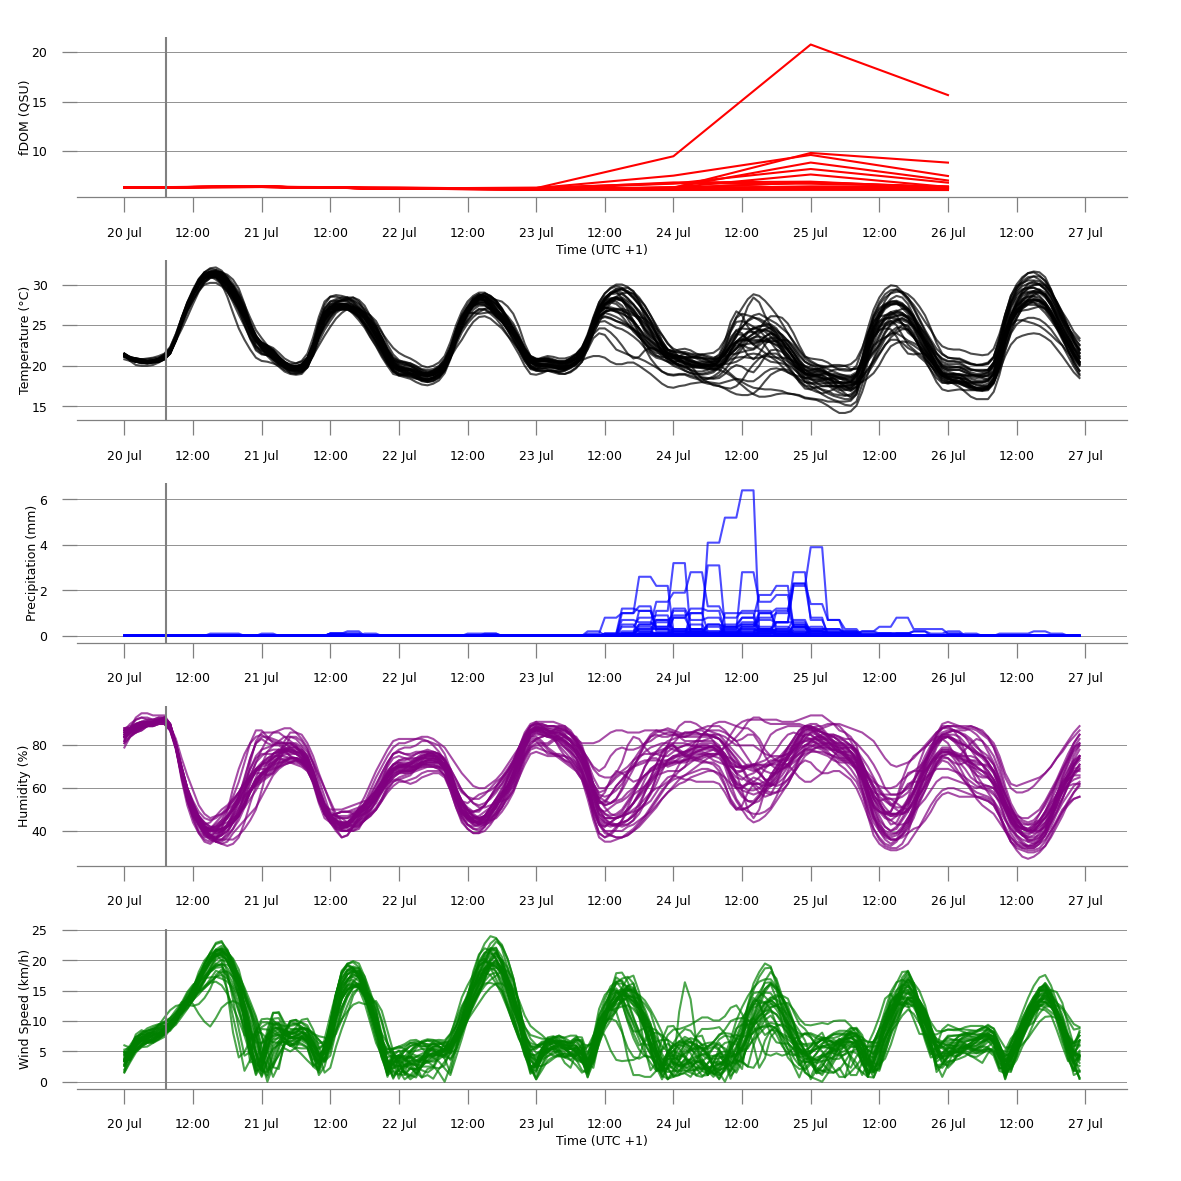 fDOM (QSU)
20
15
10
20 Jul 12:00 21 Jul 12:00 22 Jul 12:00 23 Jul 12:00 24 Jul 12:00 25 Jul 12:00 26 Jul 12:00 27 Jul
Time (UTC +1)
Temperature (°C)
30
25
20
15
20 Jul 12:00 21 Jul 12:00 22 Jul 12:00 23 Jul 12:00 24 Jul 12:00 25 Jul 12:00 26 Jul 12:00 27 Jul
Precipitation (mm)
6
4
2
0
20 Jul 12:00 21 Jul 12:00 22 Jul 12:00 23 Jul 12:00 24 Jul 12:00 25 Jul 12:00 26 Jul 12:00 27 Jul
Humidity (%)
80
60
40
20 Jul 12:00 21 Jul 12:00 22 Jul 12:00 23 Jul 12:00 24 Jul 12:00 25 Jul 12:00 26 Jul 12:00 27 Jul
Wind Speed (km/h)
25
20
15
10
5
0
20 Jul 12:00 21 Jul 12:00 22 Jul 12:00 23 Jul 12:00 24 Jul 12:00 25 Jul 12:00 26 Jul 12:00 27 Jul
Time (UTC +1)